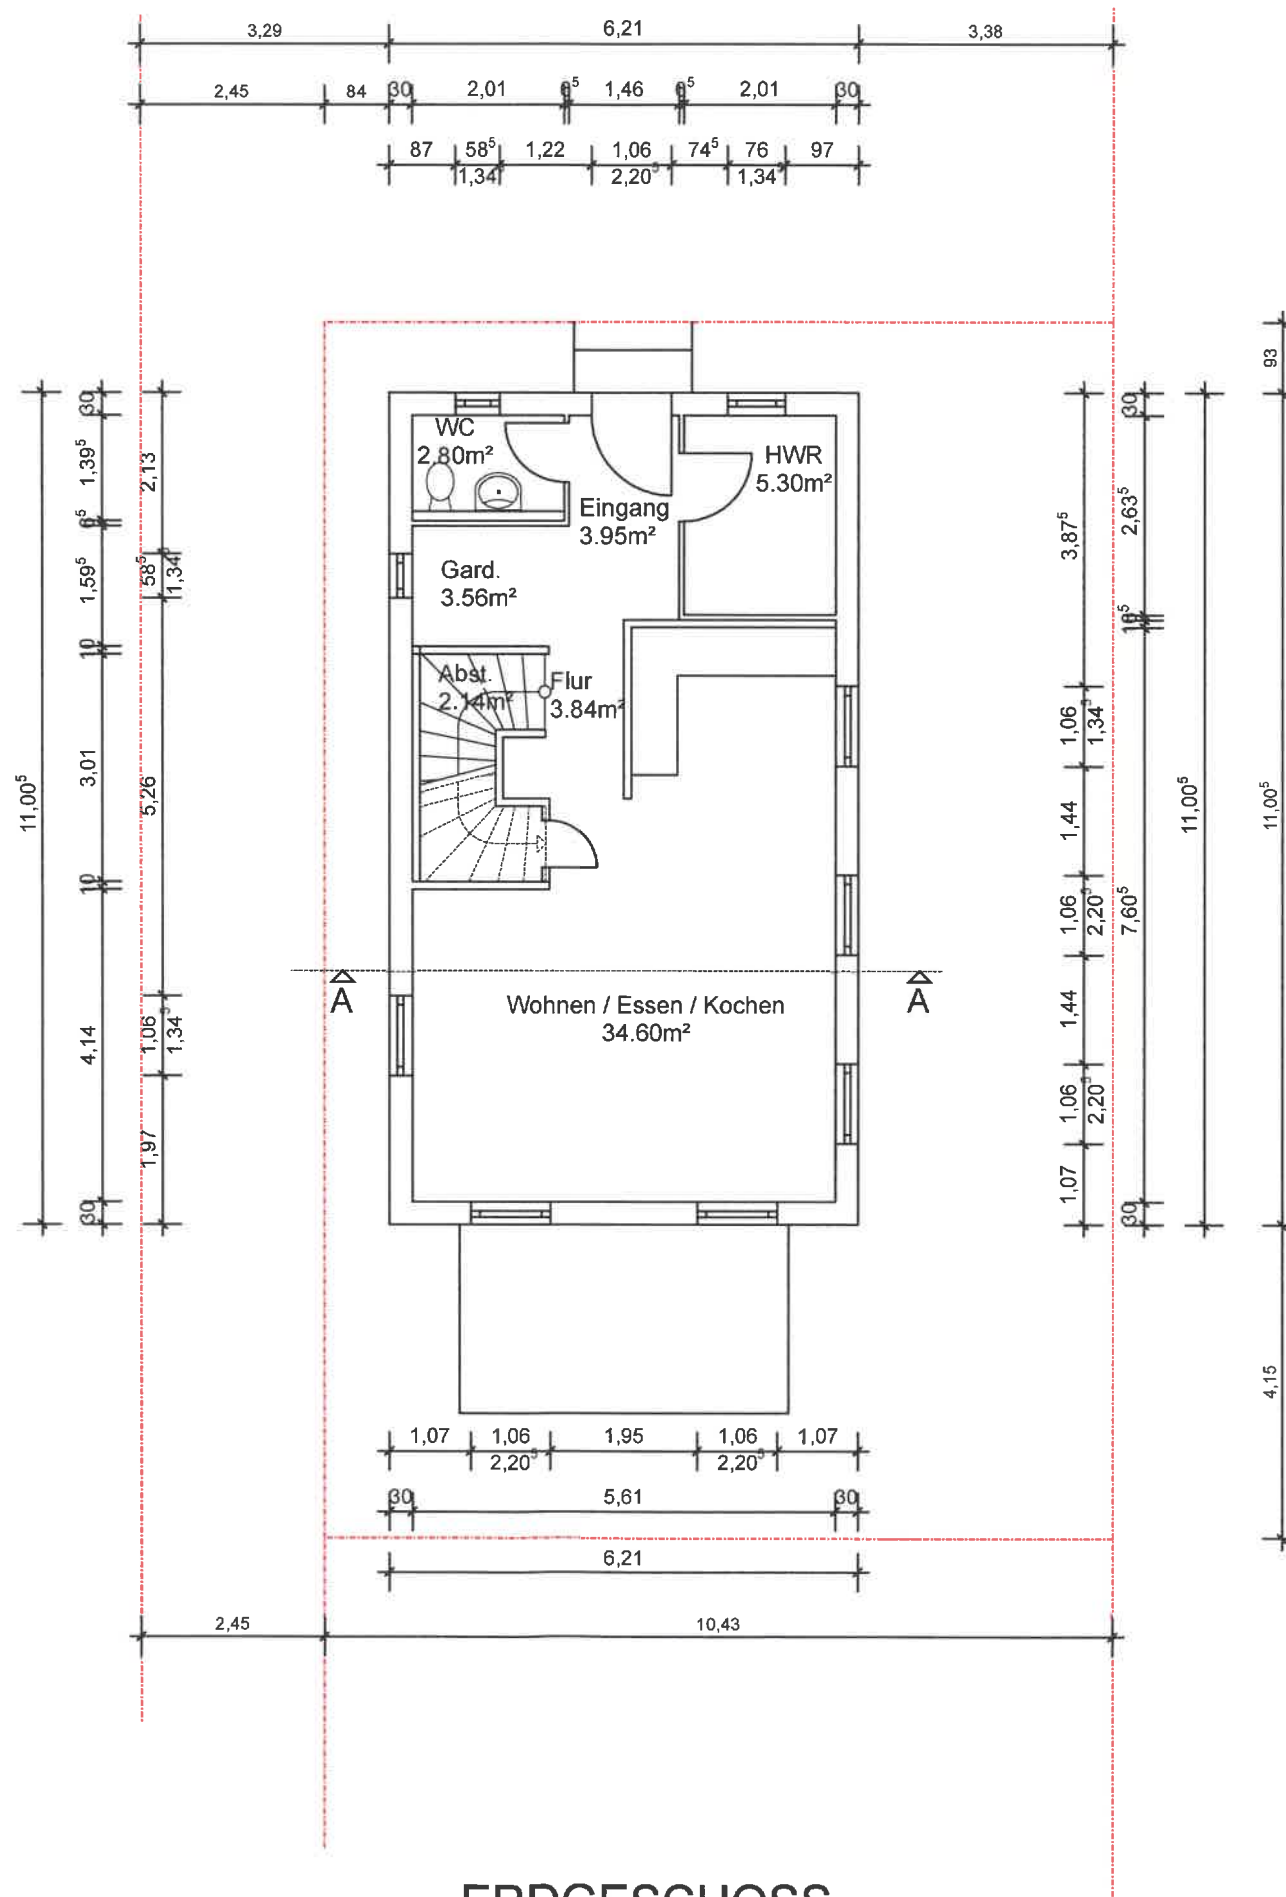 3,29 6,21 3,38
2,45 84 30 2,01 6⁵ 1,46 6⁵ 2,01 30
87 58⁵ 1,22 1,06 74⁵ 76 97
1,34⁵ 2,20⁵ 1,34⁵
93
WC
2.80m²
HWR
5.30m²
Eingang
3.95m²
Gard.
3.56m²
Abst.
2.14m²
Flur
3.84m²
Wohnen / Essen / Kochen
34.60m²
A A
11,00⁵
30 1,39⁵ 6⁵ 1,59⁵ 10 3,01 10 4,14 30
2,13 58⁵ 5,26 1,06 1,97
1,34⁵ 1,34⁵
3,87⁵ 1,06 1,44 1,06 1,44 1,06 1,07
1,34⁵ 2,20⁵ 2,20⁵
30 2,63⁵ 7,60⁵ 30
11,00⁵
11,00⁵
4,15
1,07 1,06 1,95 1,06 1,07
2,20⁵ 2,20⁵
30 5,61 30
6,21
2,45 10,43
ERDGESCHOSS